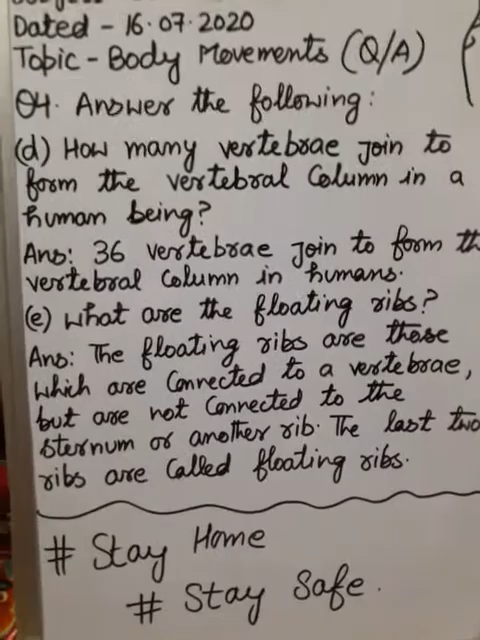 Dated - 16.07.2020
Topic - Body Movements (Q/A)
Q4. Answer the following:
(d) How many vertebrae join to
form the vertebral Column in a
human being?
Ans: 36 vertebrae join to form th
vertebral Column in humans.
(e) what are the floating ribs?
Ans: The floating ribs are those
which are Connected to a vertebrae,
but are not Connected to the
sternum or another rib. The last two
ribs are Called floating ribs.
# Stay Home
# Stay Safe.